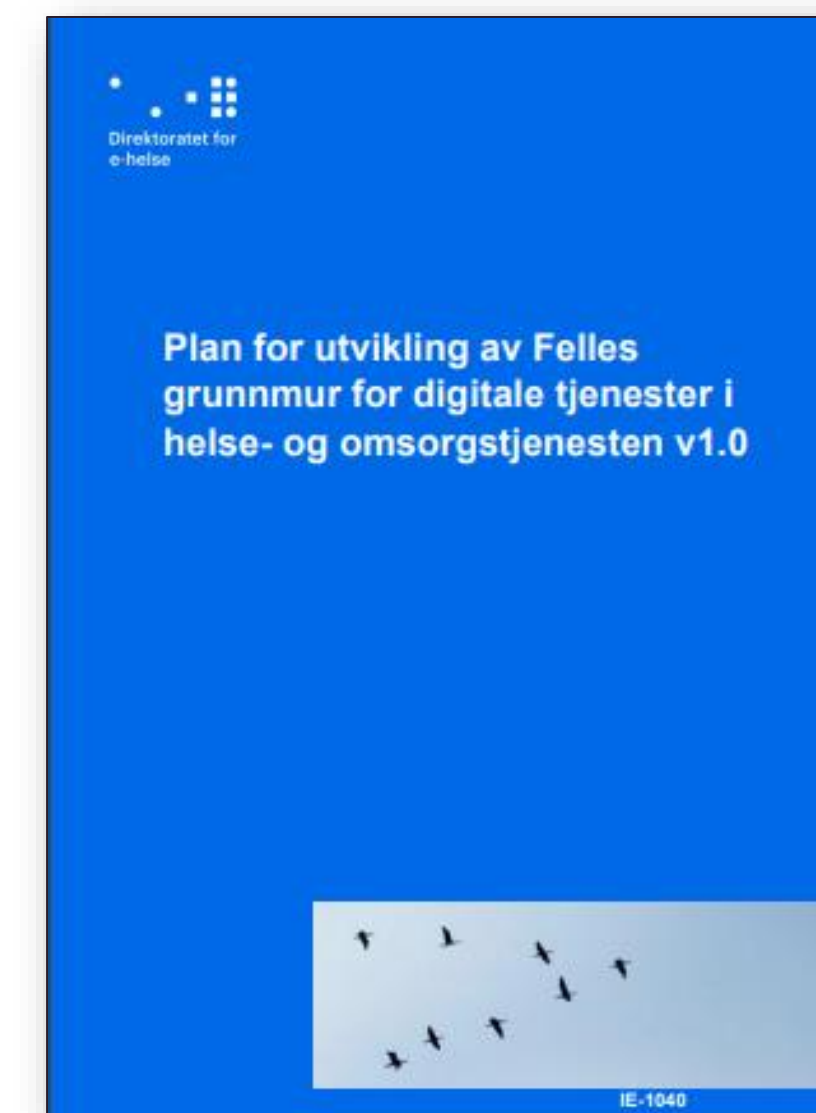 Direktoratet for
e-helse
Plan for utvikling av Felles
grunnmur for digitale tjenester i
helse- og omsorgstjenesten v1.0
IE-1040